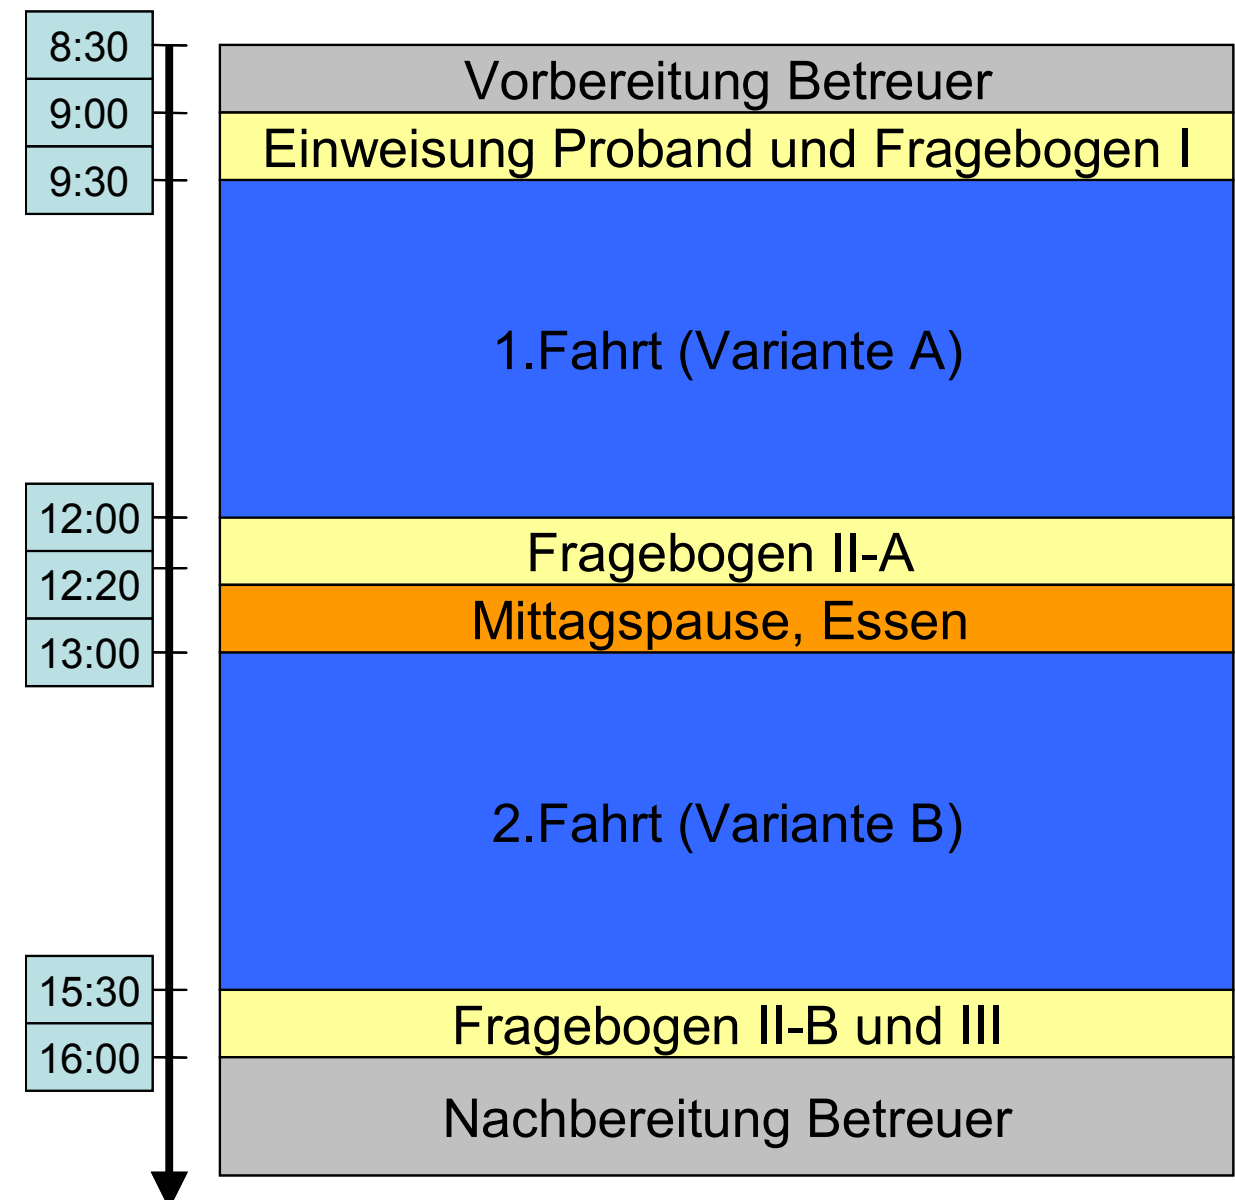 8:30
Vorbereitung Betreuer
9:00
Einweisung Proband und Fragebogen I
9:30
1.Fahrt (Variante A)
12:00
Fragebogen II-A
12:20
Mittagspause, Essen
13:00
2.Fahrt (Variante B)
15:30
Fragebogen II-B und III
16:00
Nachbereitung Betreuer